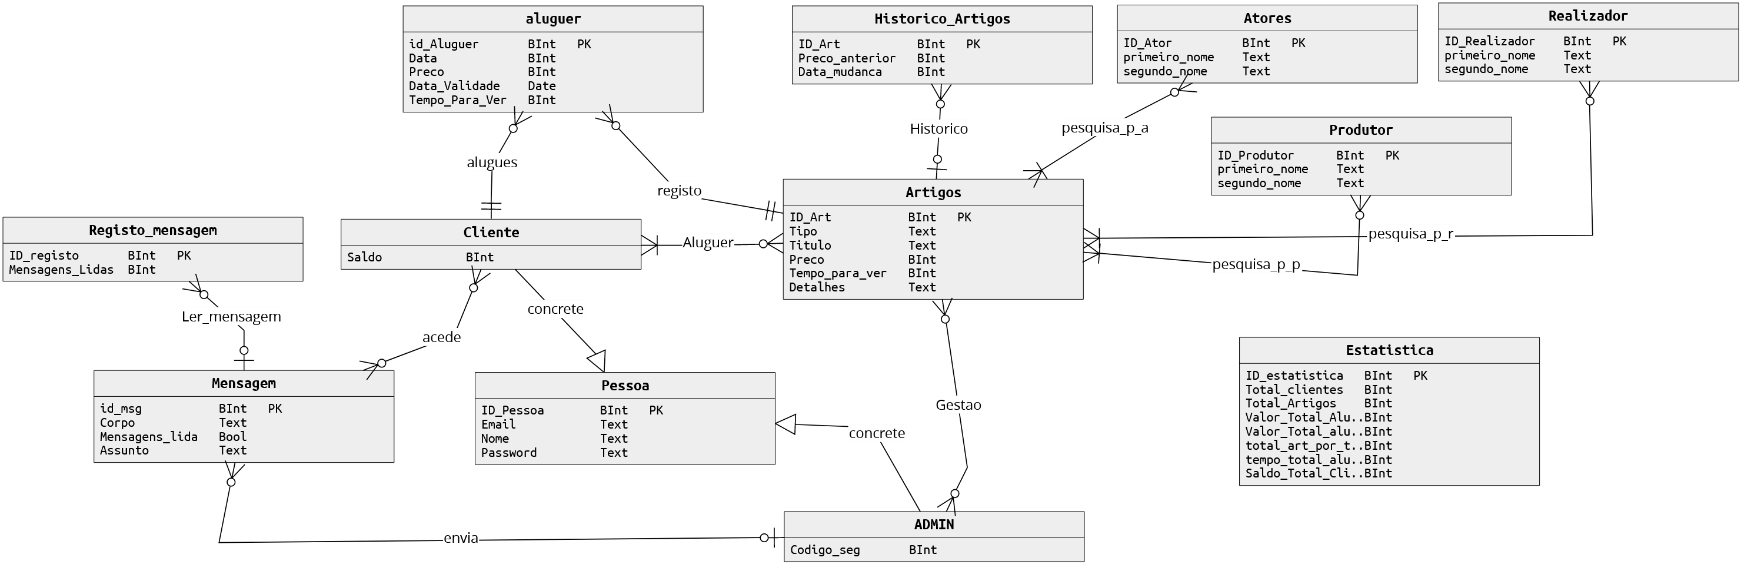 aluguer
id_Aluguer BInt PK
Data BInt
Preco BInt
Data_Validade Date
Tempo_Para_Ver BInt
Historico_Artigos
ID_Art BInt PK
Preco_anterior BInt
Data_mudanca BInt
Atores
ID_Ator BInt PK
primeiro_nome Text
segundo_nome Text
Realizador
ID_Realizador BInt PK
primeiro_nome Text
segundo_nome Text
Produtor
ID_Produtor BInt PK
primeiro_nome Text
segundo_nome Text
alugues
registo
Historico
pesquisa_p_a
pesquisa_p_r
pesquisa_p_p
Registo_mensagem
ID_registo BInt PK
Mensagens_Lidas BInt
Cliente
Saldo BInt
Aluguer
Artigos
ID_Art BInt PK
Tipo Text
Titulo Text
Preco BInt
Tempo_para_ver BInt
Detalhes Text
Ler_mensagem
acede
concrete
Mensagem
id_msg BInt PK
Corpo Text
Mensagens_lida Bool
Assunto Text
Pessoa
ID_Pessoa BInt PK
Email Text
Nome Text
Password Text
concrete
Gestao
Estatistica
ID_estatistica BInt PK
Total_clientes BInt
Total_Artigos BInt
Valor_Total_Alu..BInt
Valor_Total_alu..BInt
total_art_por_t..BInt
tempo_total_alu..BInt
Saldo_Total_Cli..BInt
envia
ADMIN
Codigo_seg BInt